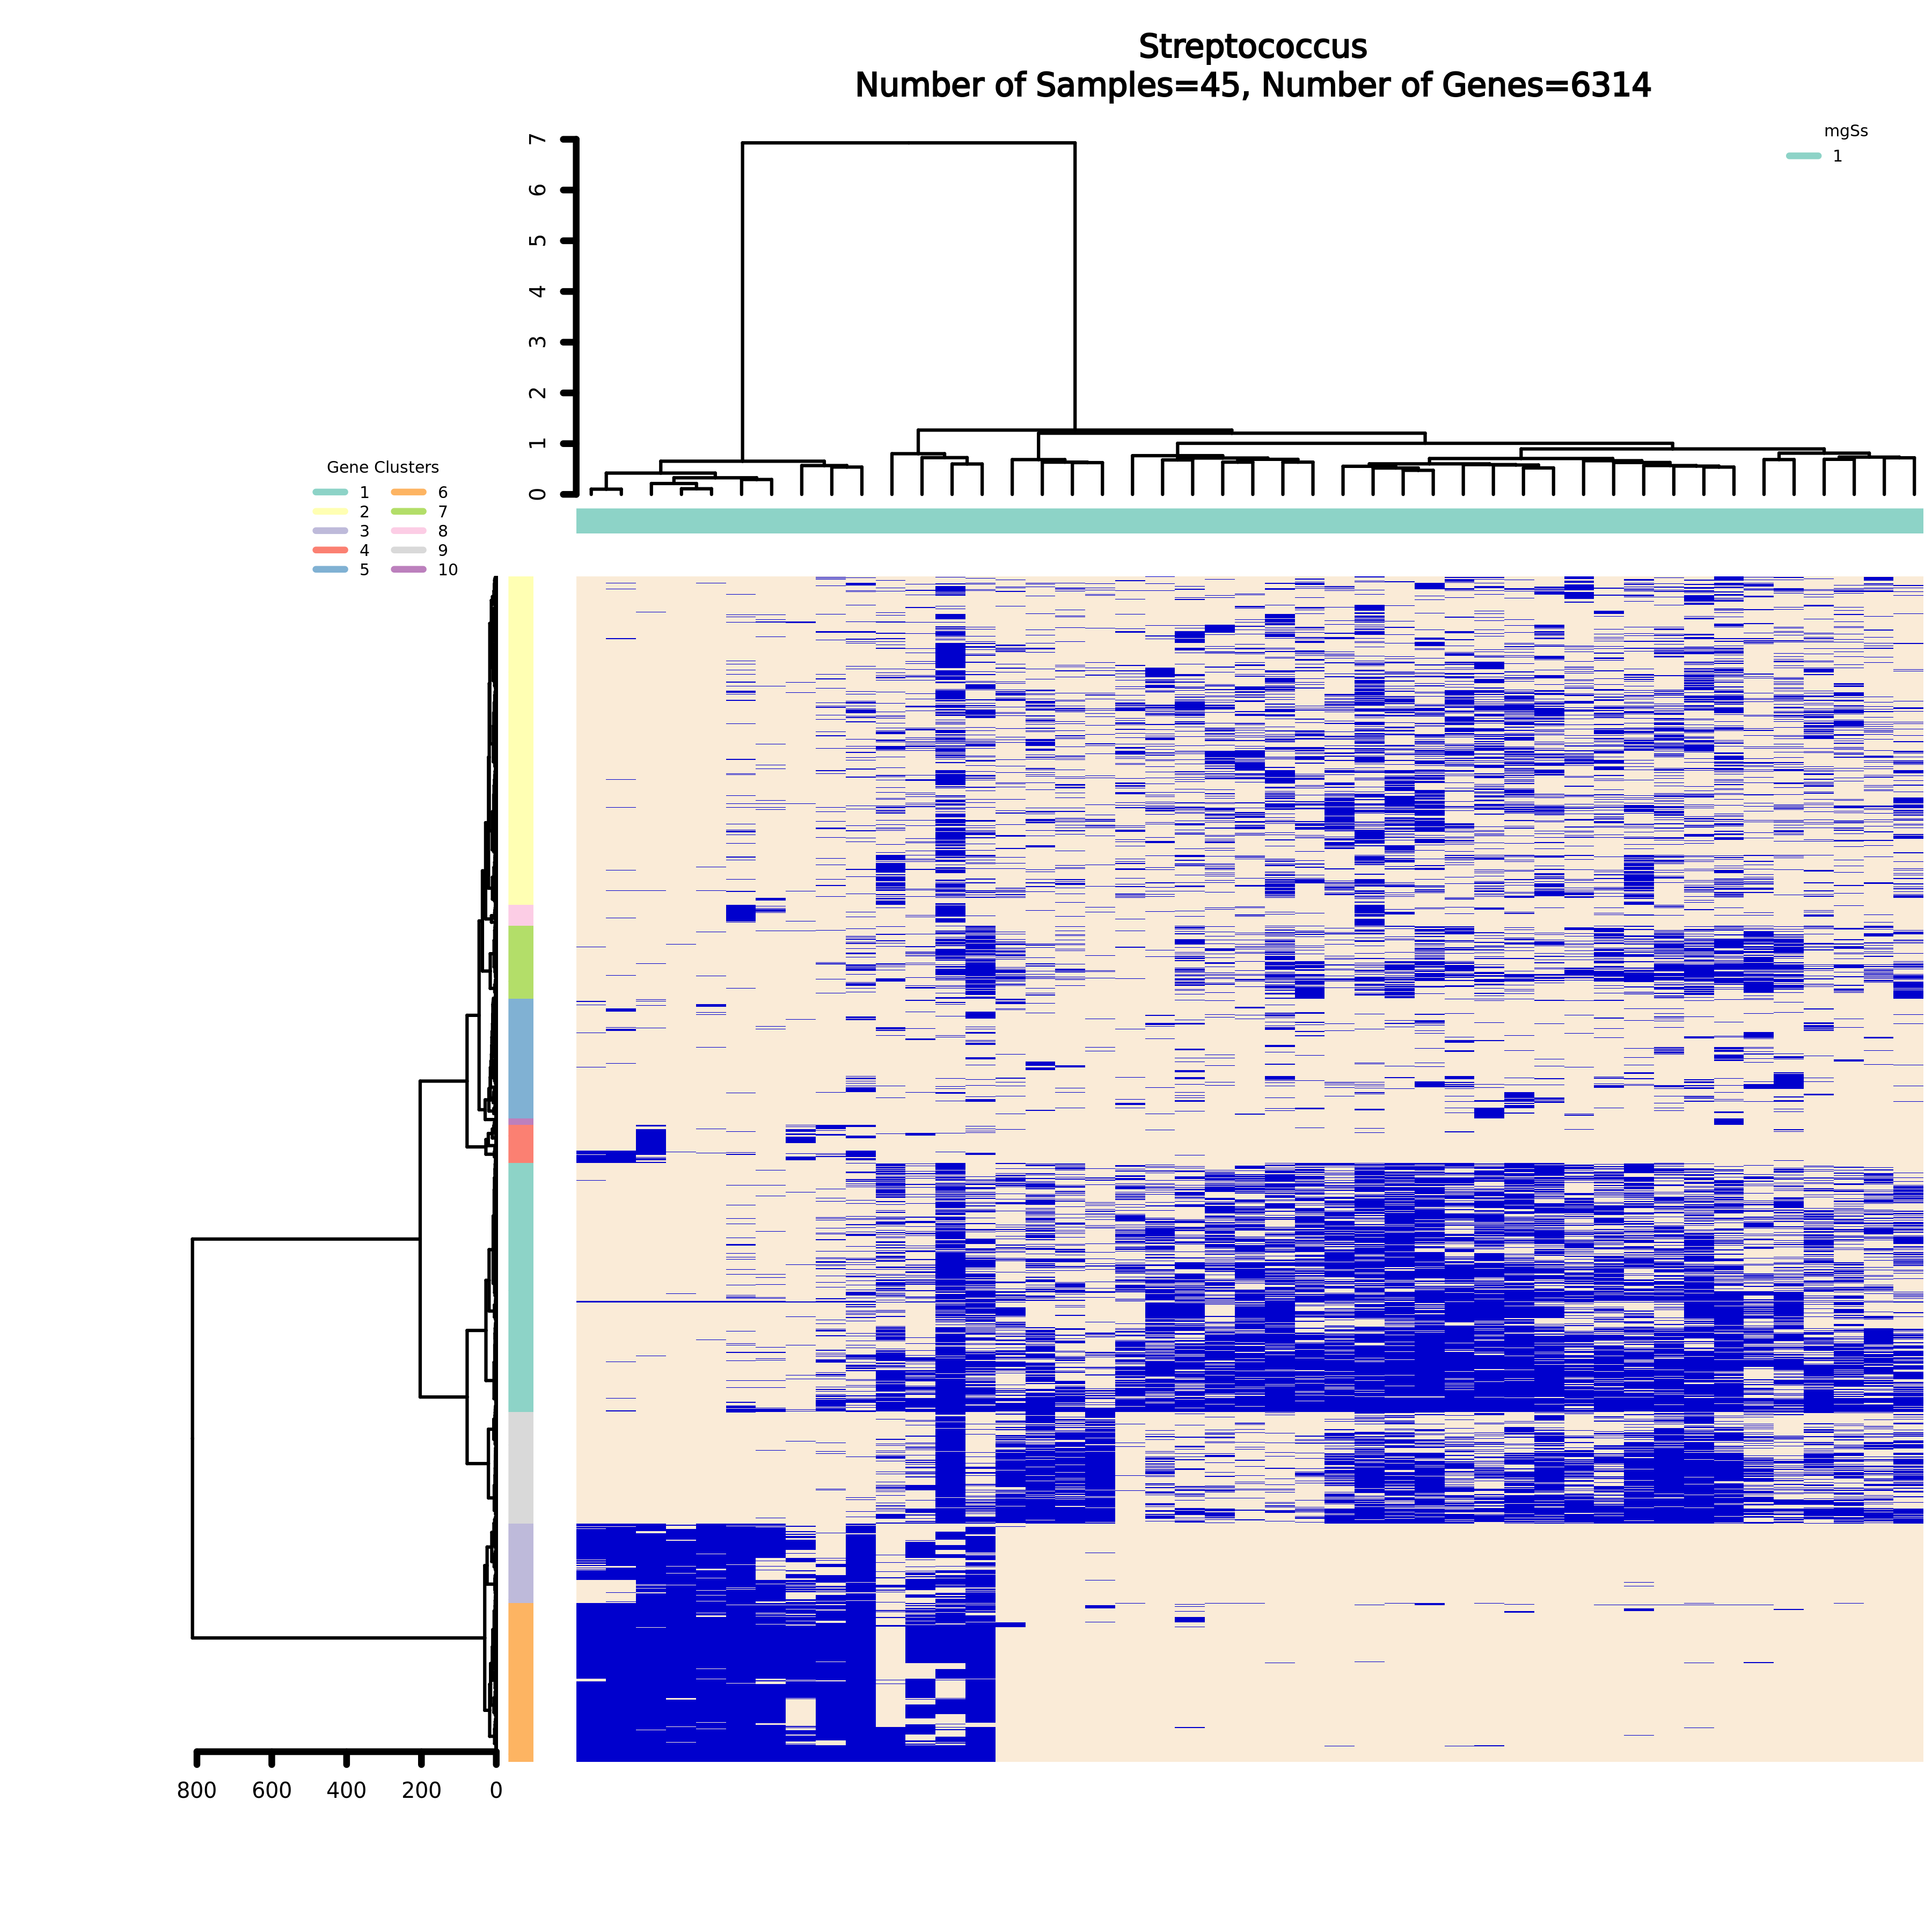 Streptococcus
Number of Samples=45, Number of Genes=6314
mgSs
1
7
6
5
4
3
2
1
0
Gene Clusters
1 6
2 7
3 8
4 9
5 10
800 600 400 200 0